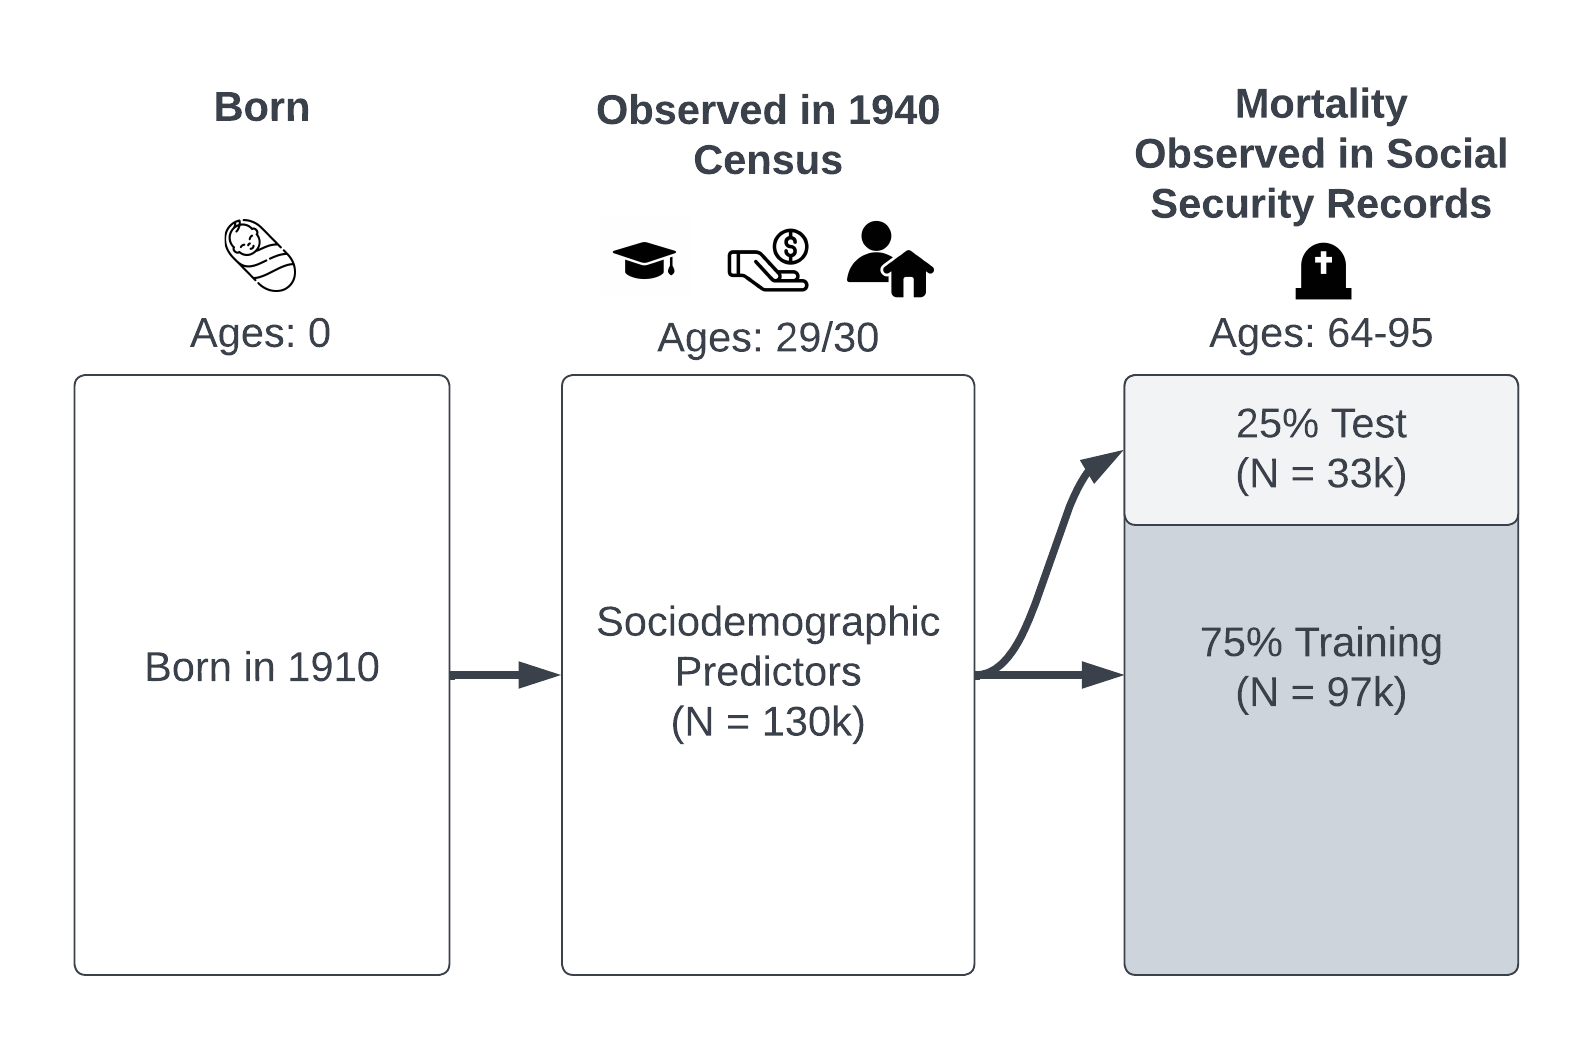 Born
Ages: 0
Born in 1910
Observed in 1940
Census
$
Ages: 29/30
Sociodemographic
Predictors
(N = 130k)
Mortality
Observed in Social
Security Records
Ages: 64-95
25% Test
(N = 33k)
75% Training
(N = 97k)